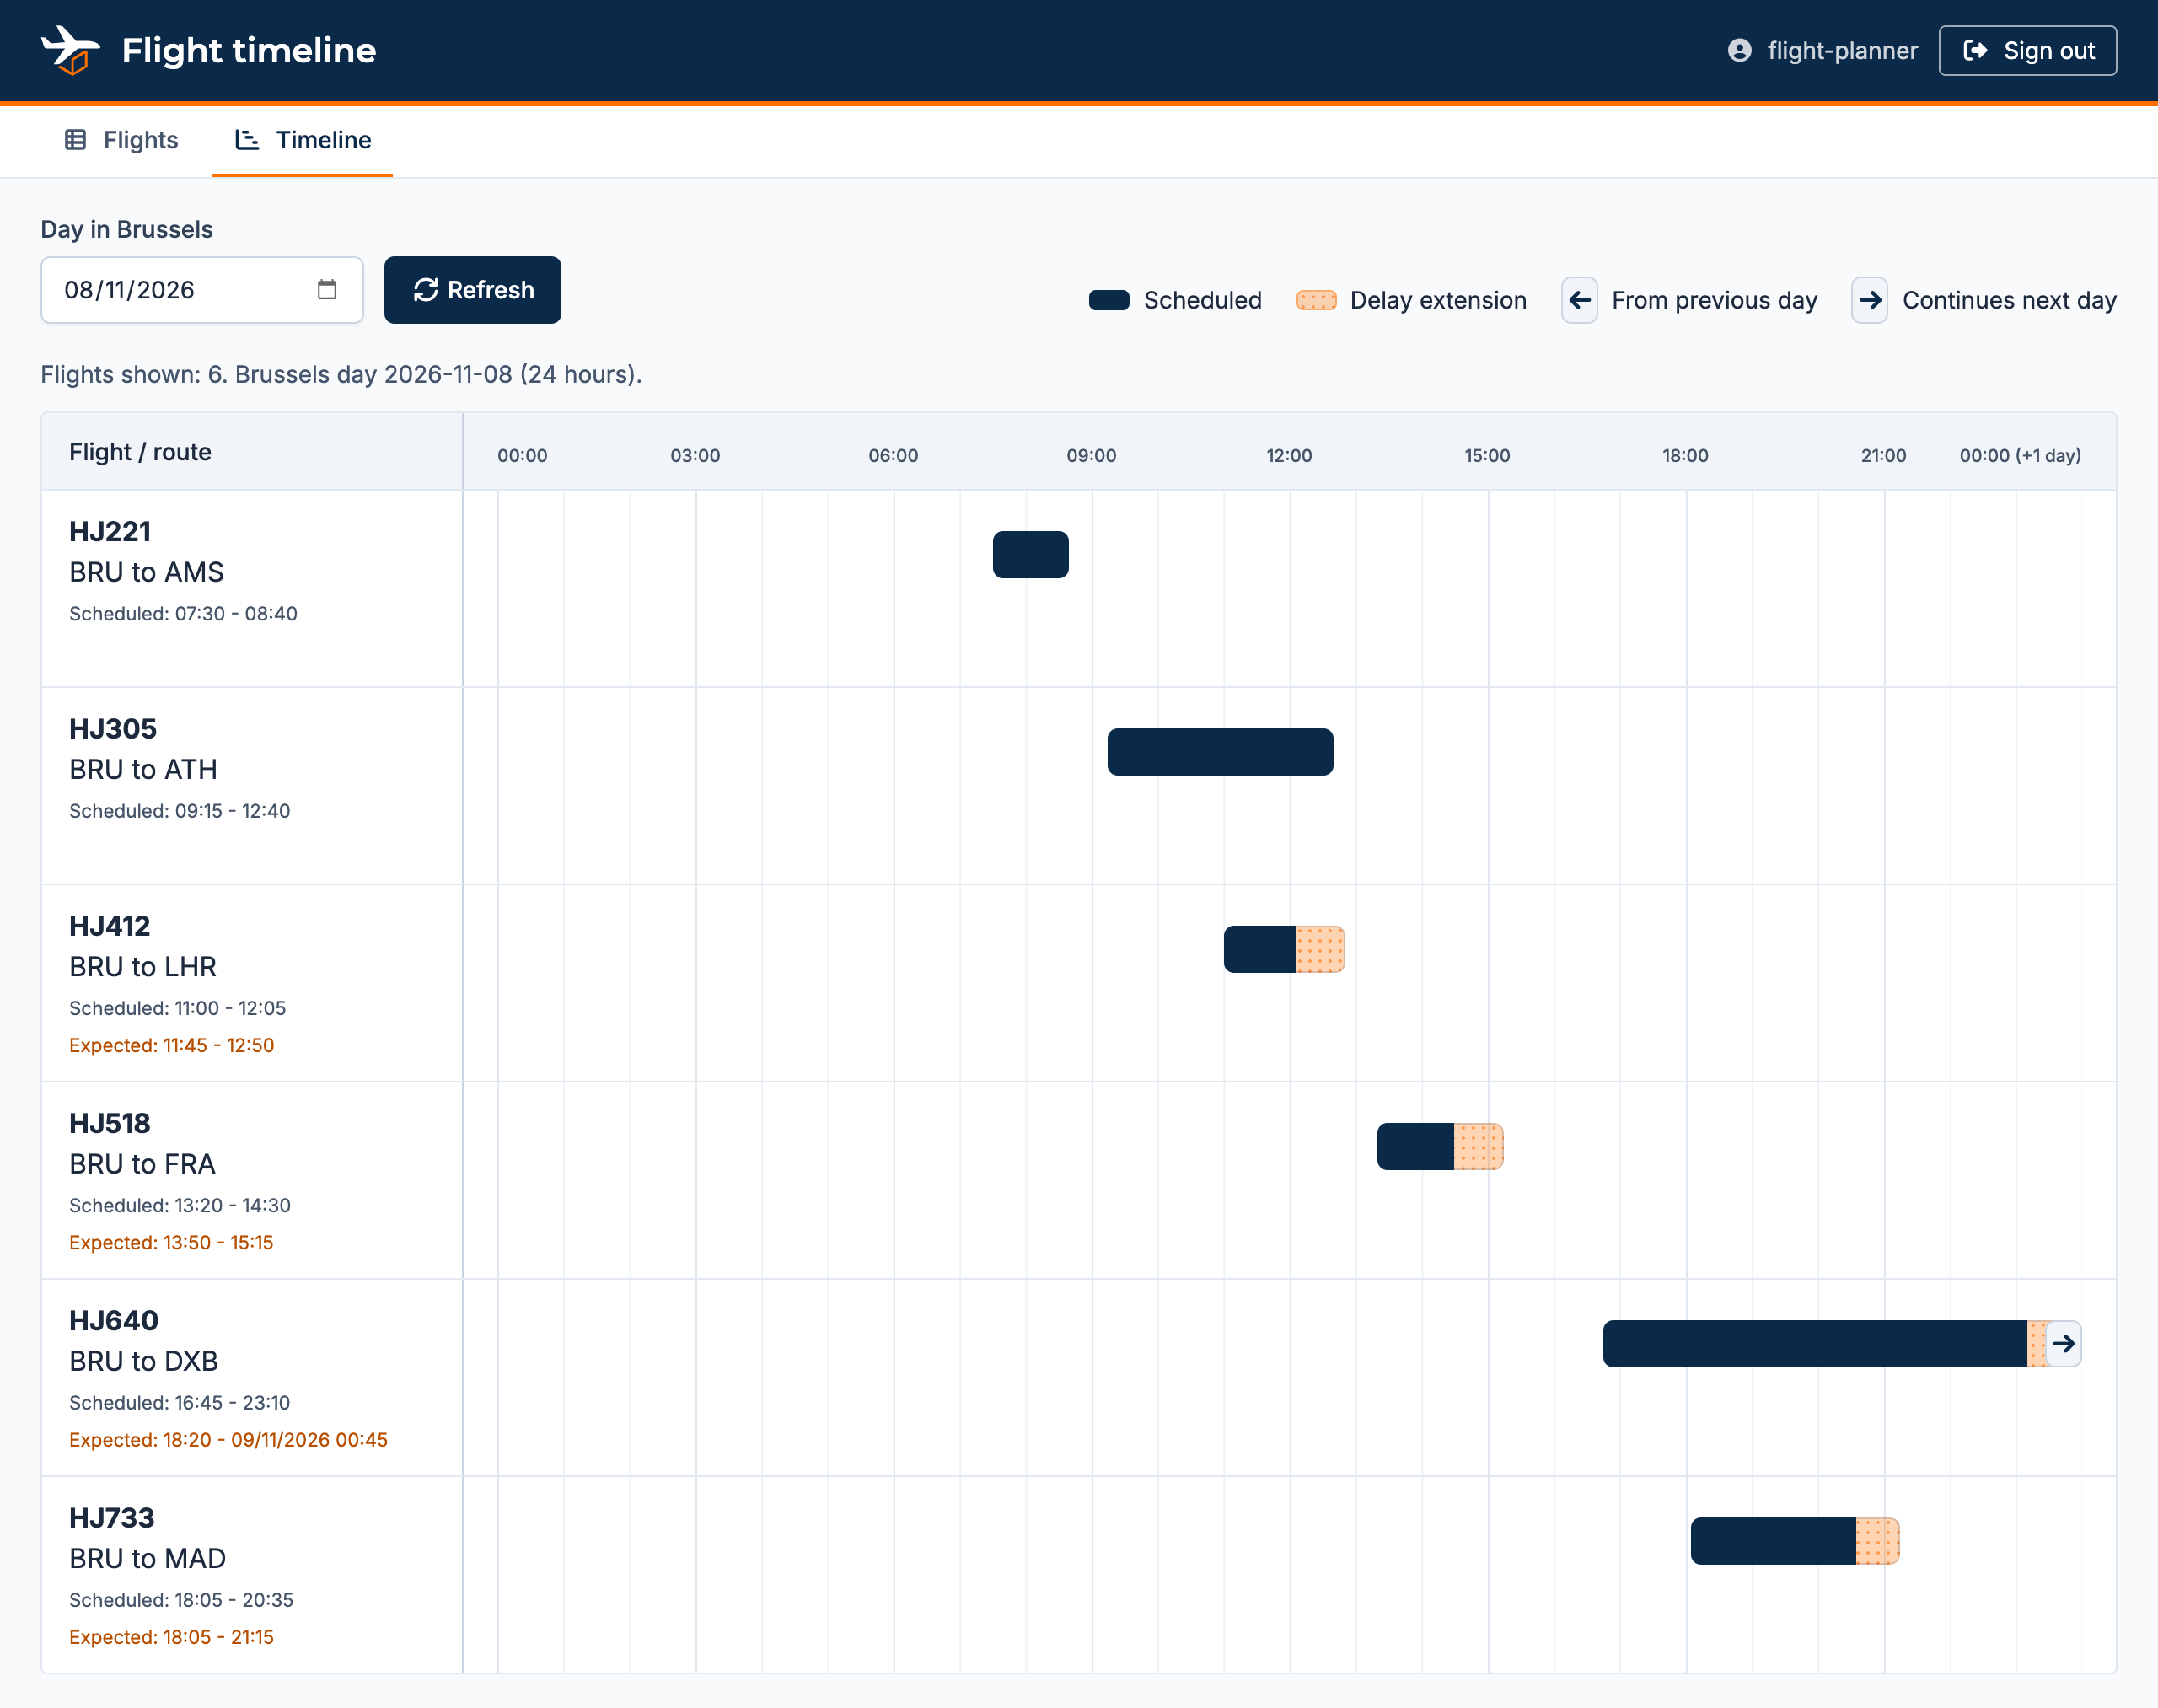 Flight timeline
flight-planner
Sign out
Flights
Timeline
Day in Brussels
08/11/2026
Refresh
Scheduled
Delay extension
From previous day
Continues next day
Flights shown: 6. Brussels day 2026-11-08 (24 hours).
Flight / route
00:00 03:00 06:00 09:00 12:00 15:00 18:00 21:00 00:00 (+1 day)
HJ221
BRU to AMS
Scheduled: 07:30 - 08:40
HJ305
BRU to ATH
Scheduled: 09:15 - 12:40
HJ412
BRU to LHR
Scheduled: 11:00 - 12:05
Expected: 11:45 - 12:50
HJ518
BRU to FRA
Scheduled: 13:20 - 14:30
Expected: 13:50 - 15:15
HJ640
BRU to DXB
Scheduled: 16:45 - 23:10
Expected: 18:20 - 09/11/2026 00:45
HJ733
BRU to MAD
Scheduled: 18:05 - 20:35
Expected: 18:05 - 21:15